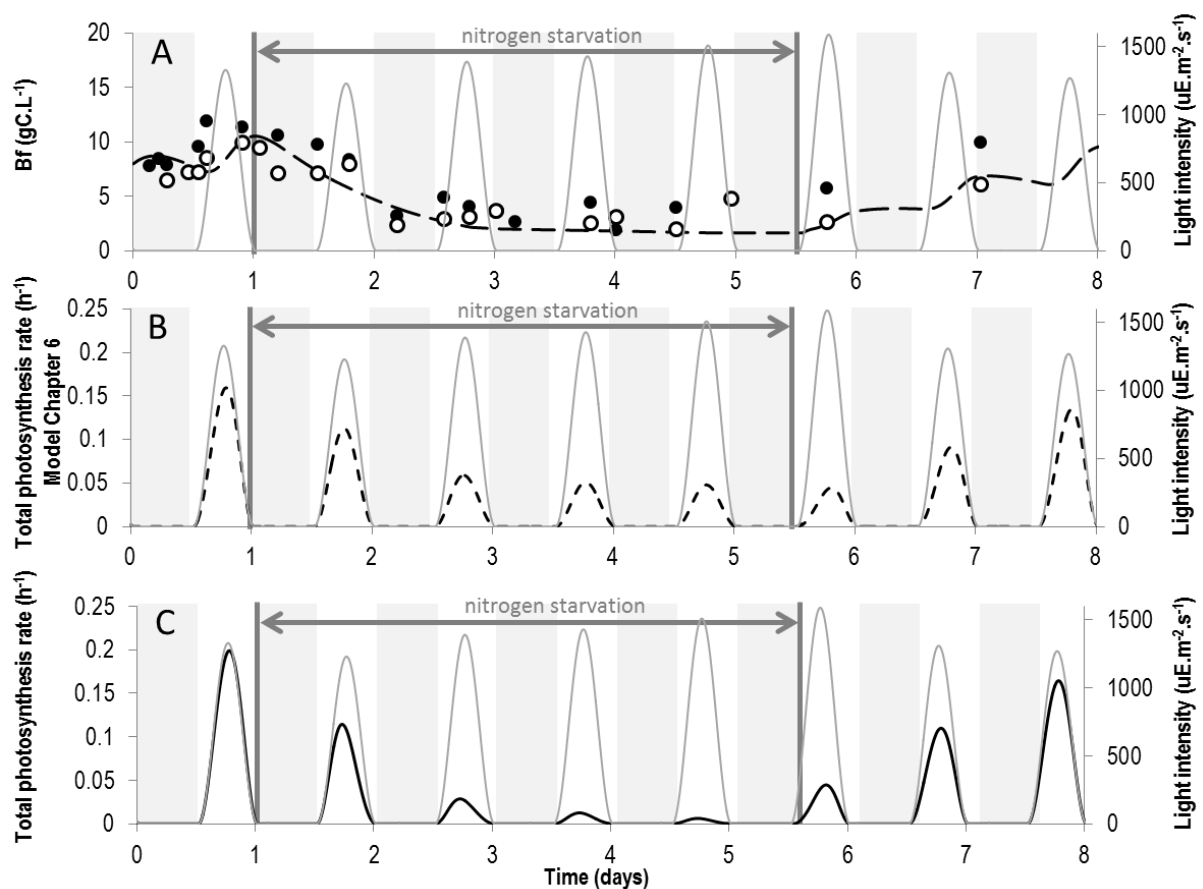 A
nitrogen starvation
Bf (gC.L-1)
20
15
10
5
0
0 1 2 3 4 5 6 7 8
1500
1000
500
0
Light intensity (uE.m-2.s-1)
B
nitrogen starvation
Total photosynthesis rate (h-1)
Model Chapter 6
0.25
0.2
0.15
0.1
0.05
0
0 1 2 3 4 5 6 7 8
1500
1000
500
0
Light intensity (uE.m-2.s-1)
C
nitrogen starvation
Total photosynthesis rate (h-1)
0.25
0.2
0.15
0.1
0.05
0
0 1 2 3 4 5 6 7 8
Time (days)
1500
1000
500
0
Light intensity (uE.m-2.s-1)